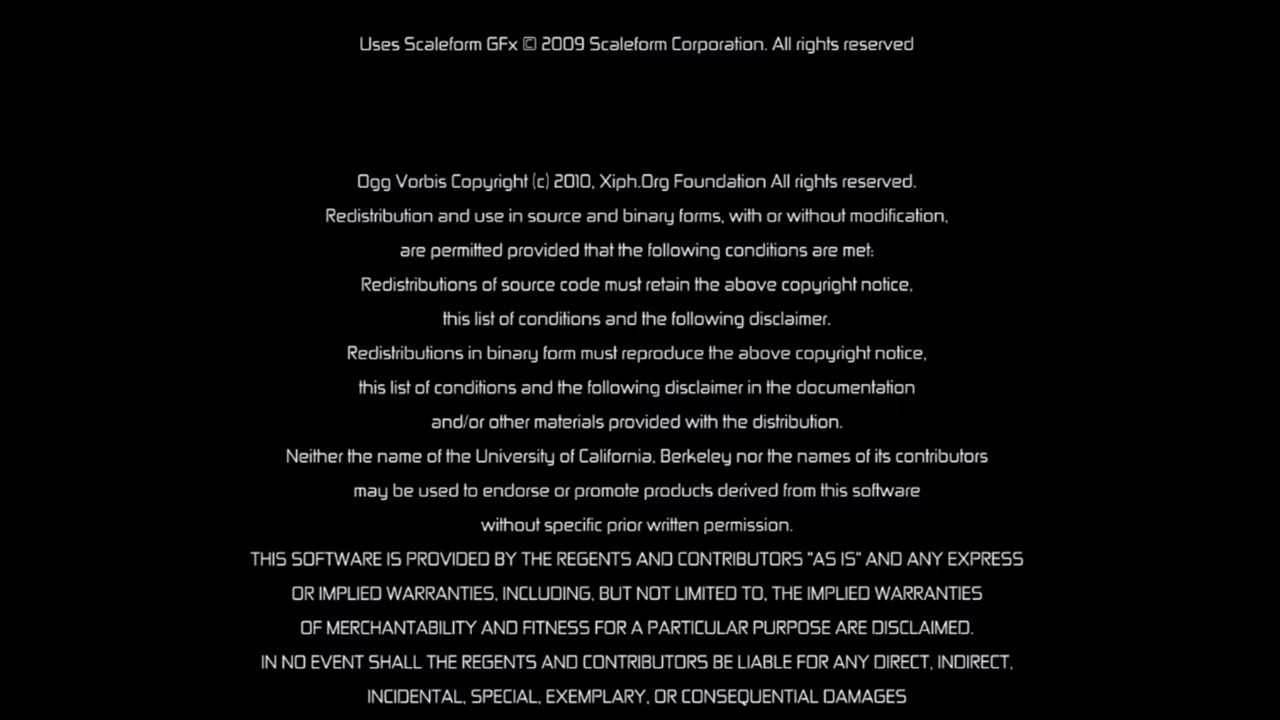 Uses Scaleform GFx © 2009 Scaleform Corporation. All rights reserved
Ogg Vorbis Copyright (c) 2010, Xiph.Org Foundation All rights reserved.
Redistribution and use in source and binary forms, with or without modification,
are permitted provided that the following conditions are met:
Redistributions of source code must retain the above copyright notice,
this list of conditions and the following disclaimer.
Redistributions in binary form must reproduce the above copyright notice,
this list of conditions and the following disclaimer in the documentation
and/or other materials provided with the distribution.
Neither the name of the University of California, Berkeley nor the names of its contributors
may be used to endorse or promote products derived from this software
without specific prior written permission.
THIS SOFTWARE IS PROVIDED BY THE REGENTS AND CONTRIBUTORS "AS IS" AND ANY EXPRESS
OR IMPLIED WARRANTIES, INCLUDING, BUT NOT LIMITED TO, THE IMPLIED WARRANTIES
OF MERCHANTABILITY AND FITNESS FOR A PARTICULAR PURPOSE ARE DISCLAIMED.
IN NO EVENT SHALL THE REGENTS AND CONTRIBUTORS BE LIABLE FOR ANY DIRECT, INDIRECT,
INCIDENTAL, SPECIAL, EXEMPLARY, OR CONSEQUENTIAL DAMAGES